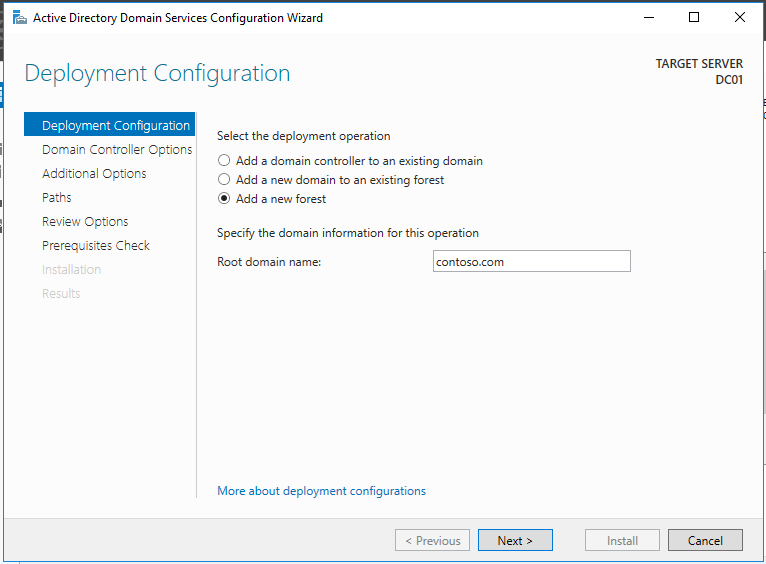 Active Directory Domain Services Configuration Wizard
Deployment Configuration
TARGET SERVER
DC01
Deployment Configuration
Domain Controller Options
Additional Options
Paths
Review Options
Prerequisites Check
Installation
Results
Select the deployment operation
Add a domain controller to an existing domain
Add a new domain to an existing forest
Add a new forest
Specify the domain information for this operation
Root domain name: contoso.com
More about deployment configurations
< Previous Next > Install Cancel